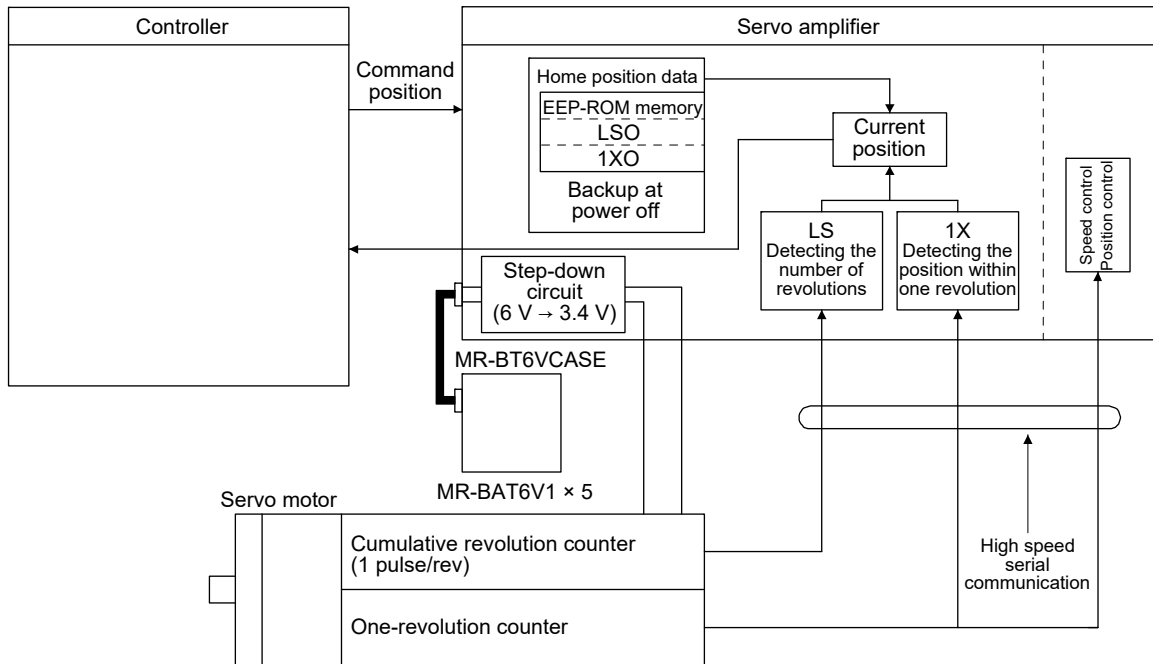 Controller
Servo amplifier
Command
position
Home position data
EEP-ROM memory
LSO
1XO
Backup at
power off
Current
position
LS
Detecting the
number of
revolutions
1X
Detecting the
position within
one revolution
Speed control
Position control
Step-down
circuit
(6 V → 3.4 V)
MR-BT6VCASE
MR-BAT6V1 × 5
Servo motor
Cumulative revolution counter
(1 pulse/rev)
One-revolution counter
High speed
serial
communication